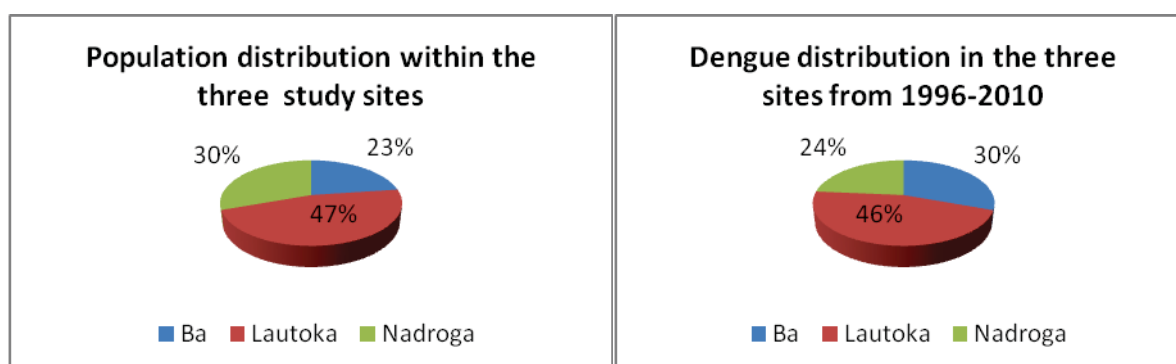 Population distribution within the
three study sites
30%
23%
47%
Ba Lautoka Nadroga
Dengue distribution in the three
sites from 1996-2010
24%
30%
46%
Ba Lautoka Nadroga